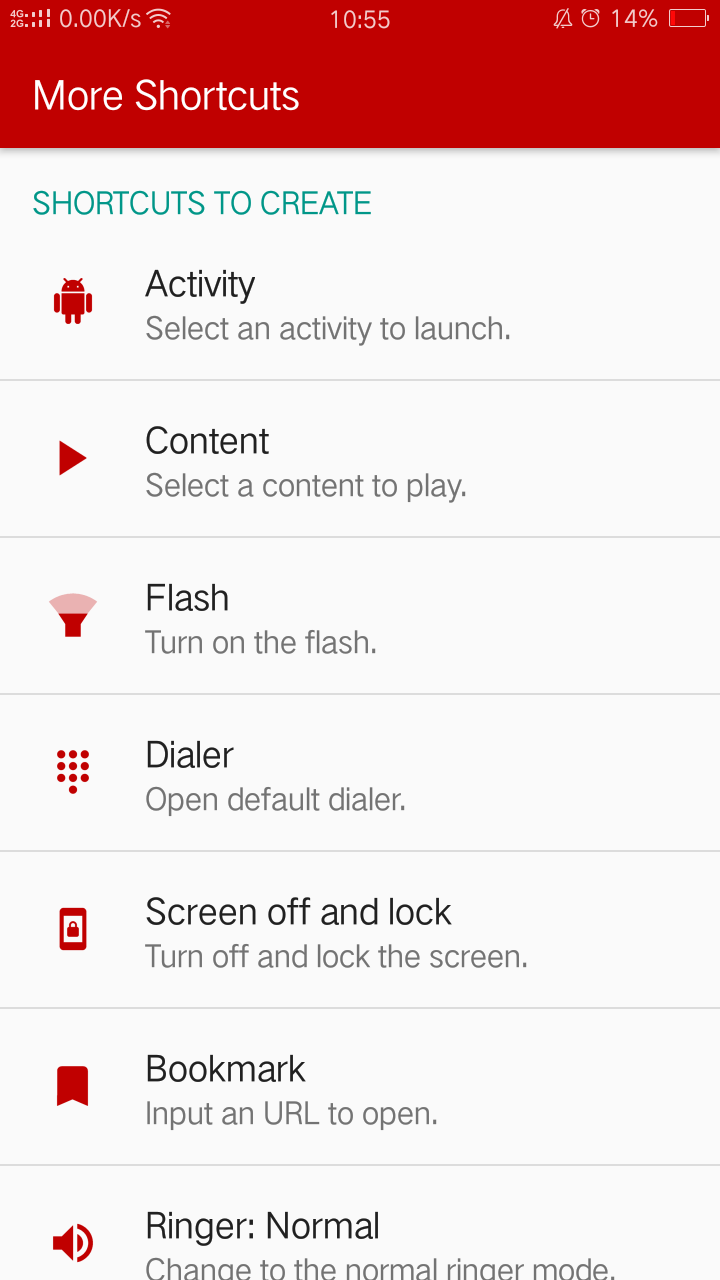 4G 2G 0.00K/s 10:55 14%
More Shortcuts
SHORTCUTS TO CREATE
Activity
Select an activity to launch.
Content
Select a content to play.
Flash
Turn on the flash.
Dialer
Open default dialer.
Screen off and lock
Turn off and lock the screen.
Bookmark
Input an URL to open.
Ringer: Normal
Change to the normal ringer mode.